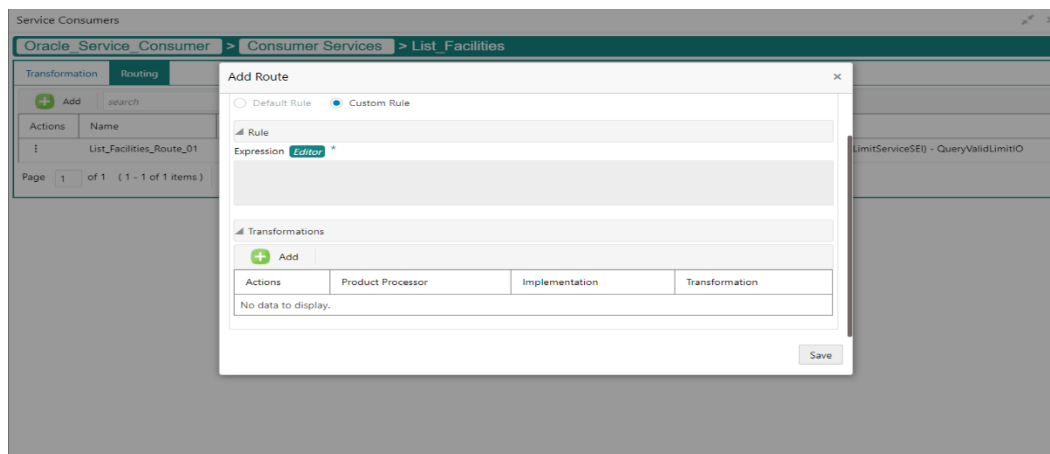 Service Consumers
Oracle_Service_Consumer > Consumer Services > List_Facilities
Transformation Routing
Add search
Actions Name
List_Facilities_Route_01 LimitServiceSEI) - QueryValidLimitIO
Page 1 of 1 ( 1 - 1 of 1 items )
Add Route ×
Default Rule Custom Rule
Rule
Expression Editor *
Transformations
Add
Actions Product Processor Implementation Transformation
No data to display.
Save